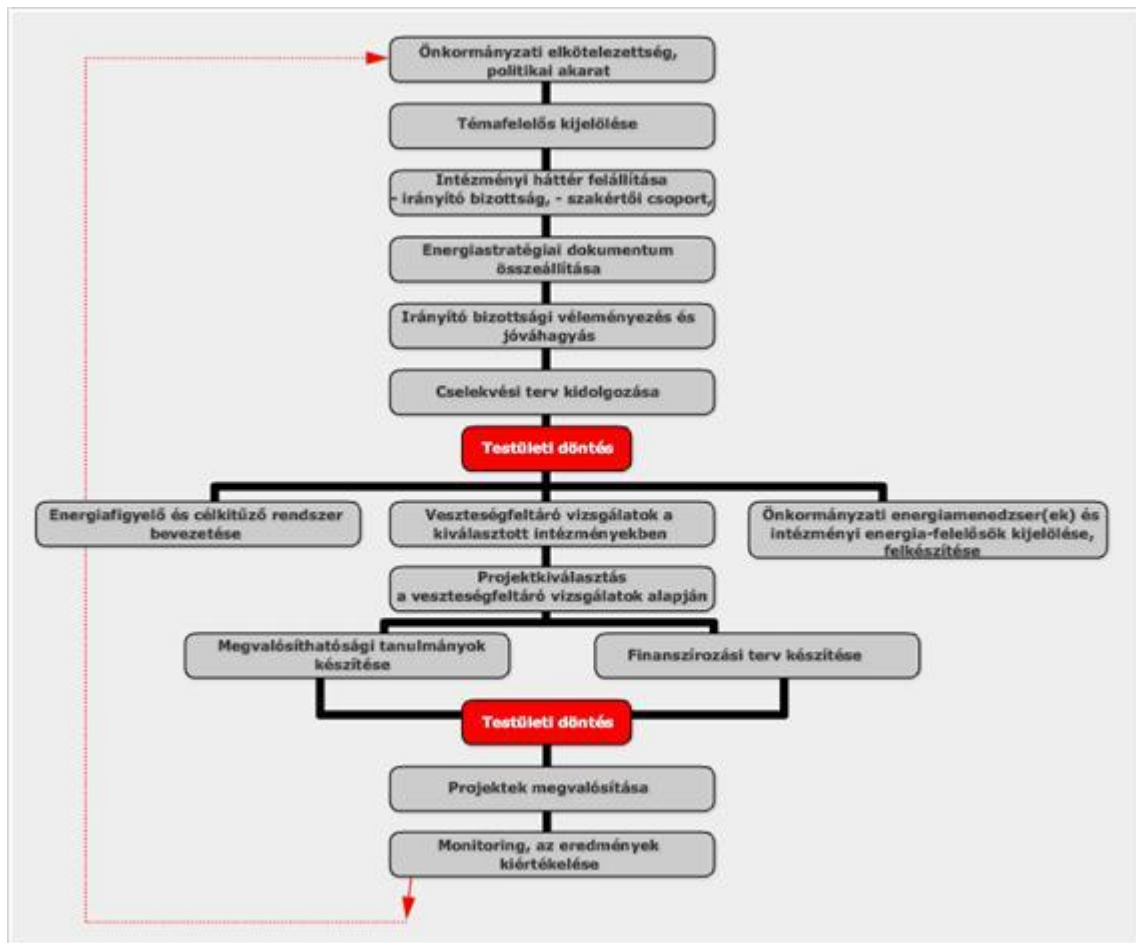 Önkormányzati elkötelezettség,
politikai akarat
Témafelelős kijelölése
Intézményi háttér felállítása
- irányító bizottság, - szakértői csoport,
Energiastratégiai dokumentum
összeállítása
Irányító bizottsági véleményezés és
jóváhagyás
Cselekvési terv kidolgozása
Testületi döntés
Energiafigyelő és célkitűző rendszer
bevezetése
Veszteségfeltáró vizsgálatok a
kiválasztott intézményekben
Önkormányzati energiamenedzser(ek) és
intézményi energia-felelősök kijelölése,
felkészítése
Projektkiválasztás
a veszteségfeltáró vizsgálatok alapján
Megvalósíthatósági tanulmányok
készítése
Finanszírozási terv készítése
Testületi döntés
Projektek megvalósítása
Monitoring, az eredmények
kiértékelése